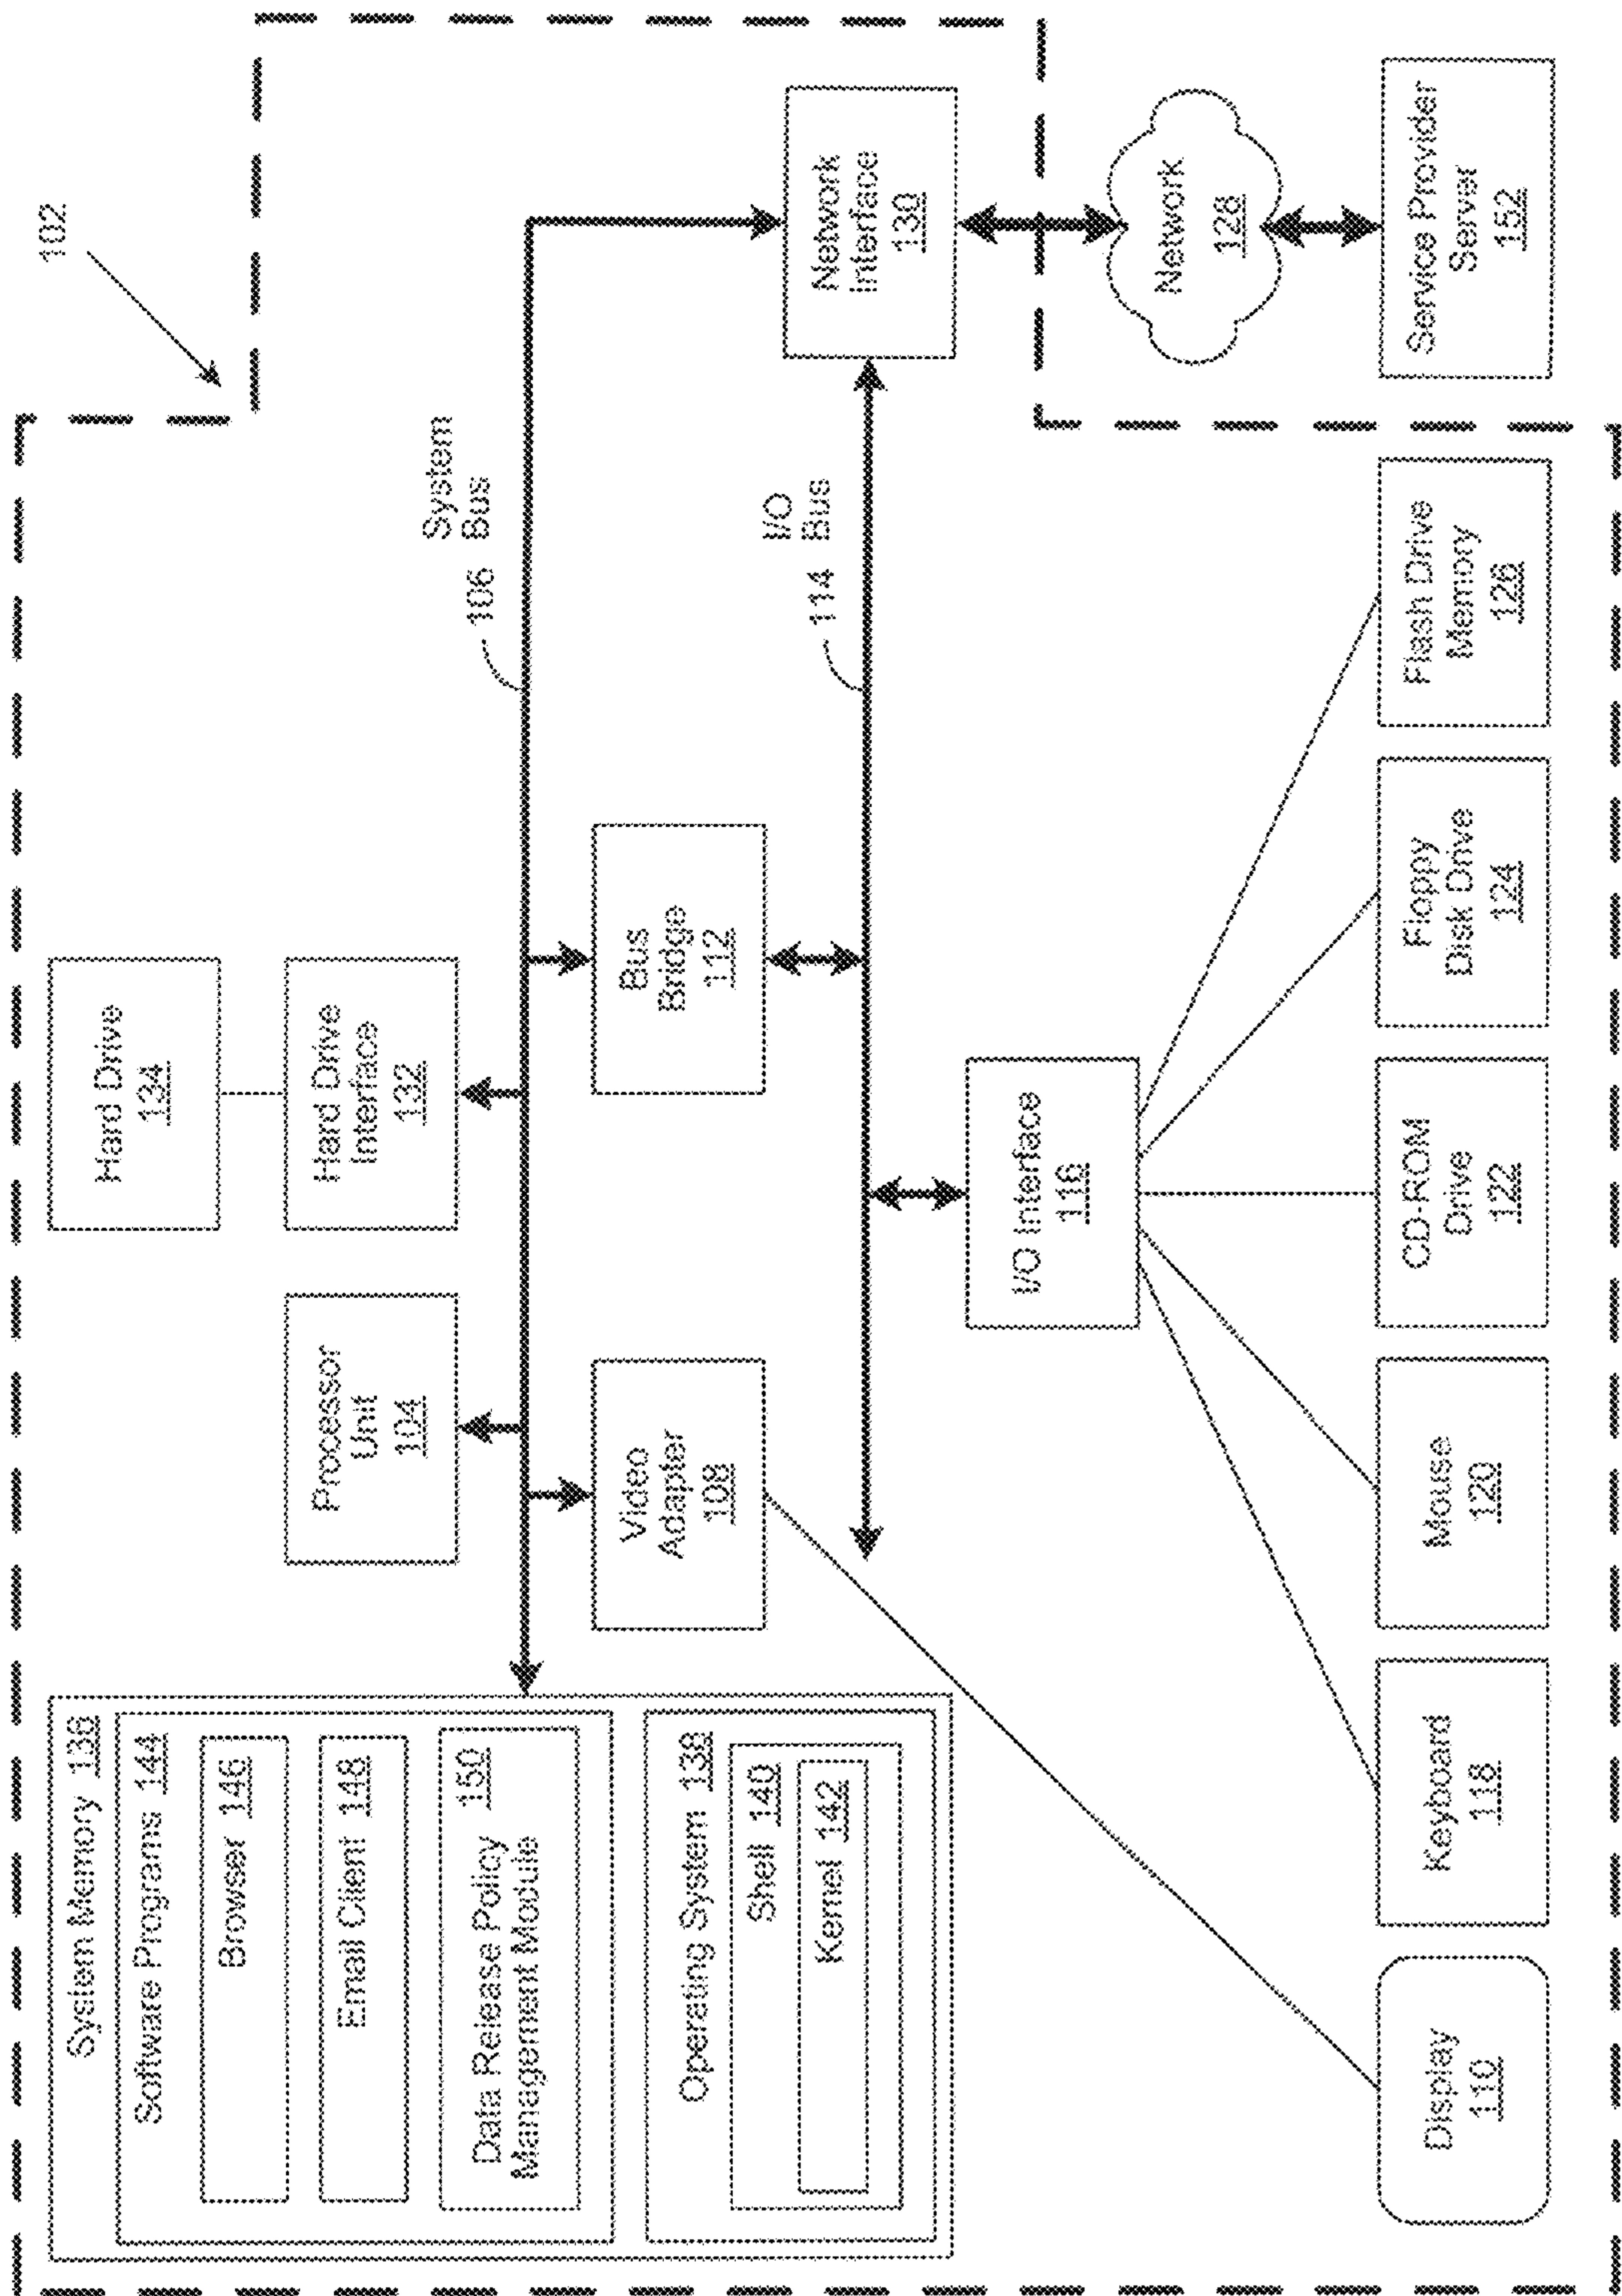 102
System Memory 136
Software Programs 144
Browser 146
Email Client 148
Data Release Policy 150
Management Module
Operating System 138
Shell 140
Kernel 142
Processor
Unit
104
Hard Drive
134
Hard Drive
Interface
132
System
106 Bus
Video
Adapter
108
Bus
Bridge
112
I/O
114 Bus
Network
Interface
130
I/O Interface
116
Network
128
Display
110
Keyboard
118
Mouse
120
CD-ROM
Drive
122
Floppy
Disk Drive
124
Flash Drive
Memory
126
Service Provider
Server
152